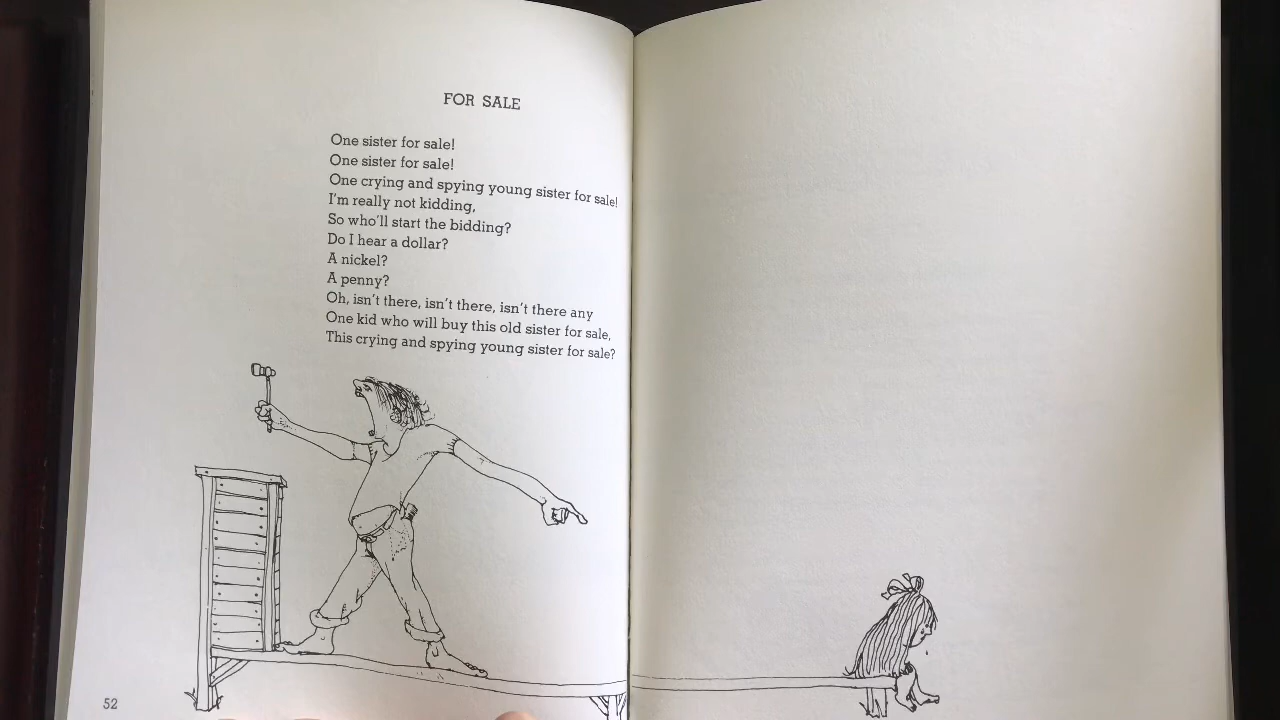 FOR SALE
One sister for sale!
One sister for sale!
One crying and spying young sister for sale!
I'm really not kidding,
So who'll start the bidding?
Do I hear a dollar?
A nickel?
A penny?
Oh, isn't there, isn't there, isn't there any
One kid who will buy this old sister for sale,
This crying and spying young sister for sale?
52